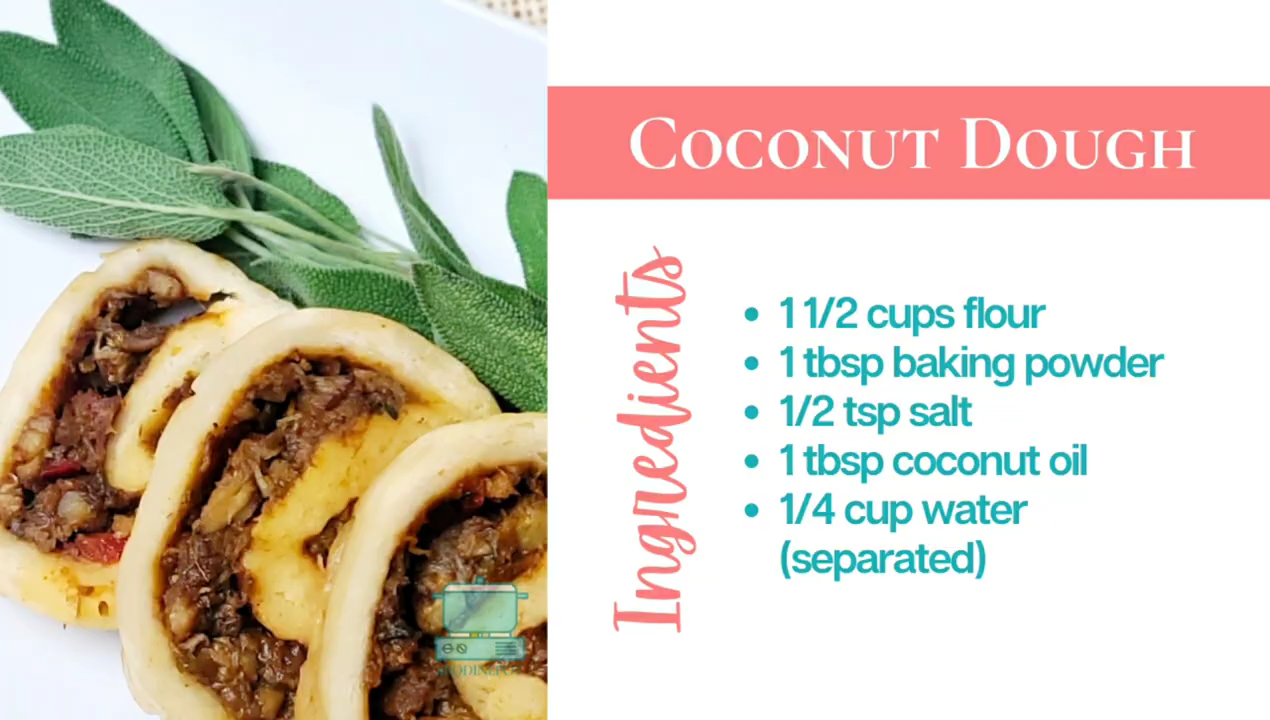 COCONUT DOUGH
Ingredients
1 1/2 cups flour
1 tbsp baking powder
1/2 tsp salt
1 tbsp coconut oil
1/4 cup water
(separated)